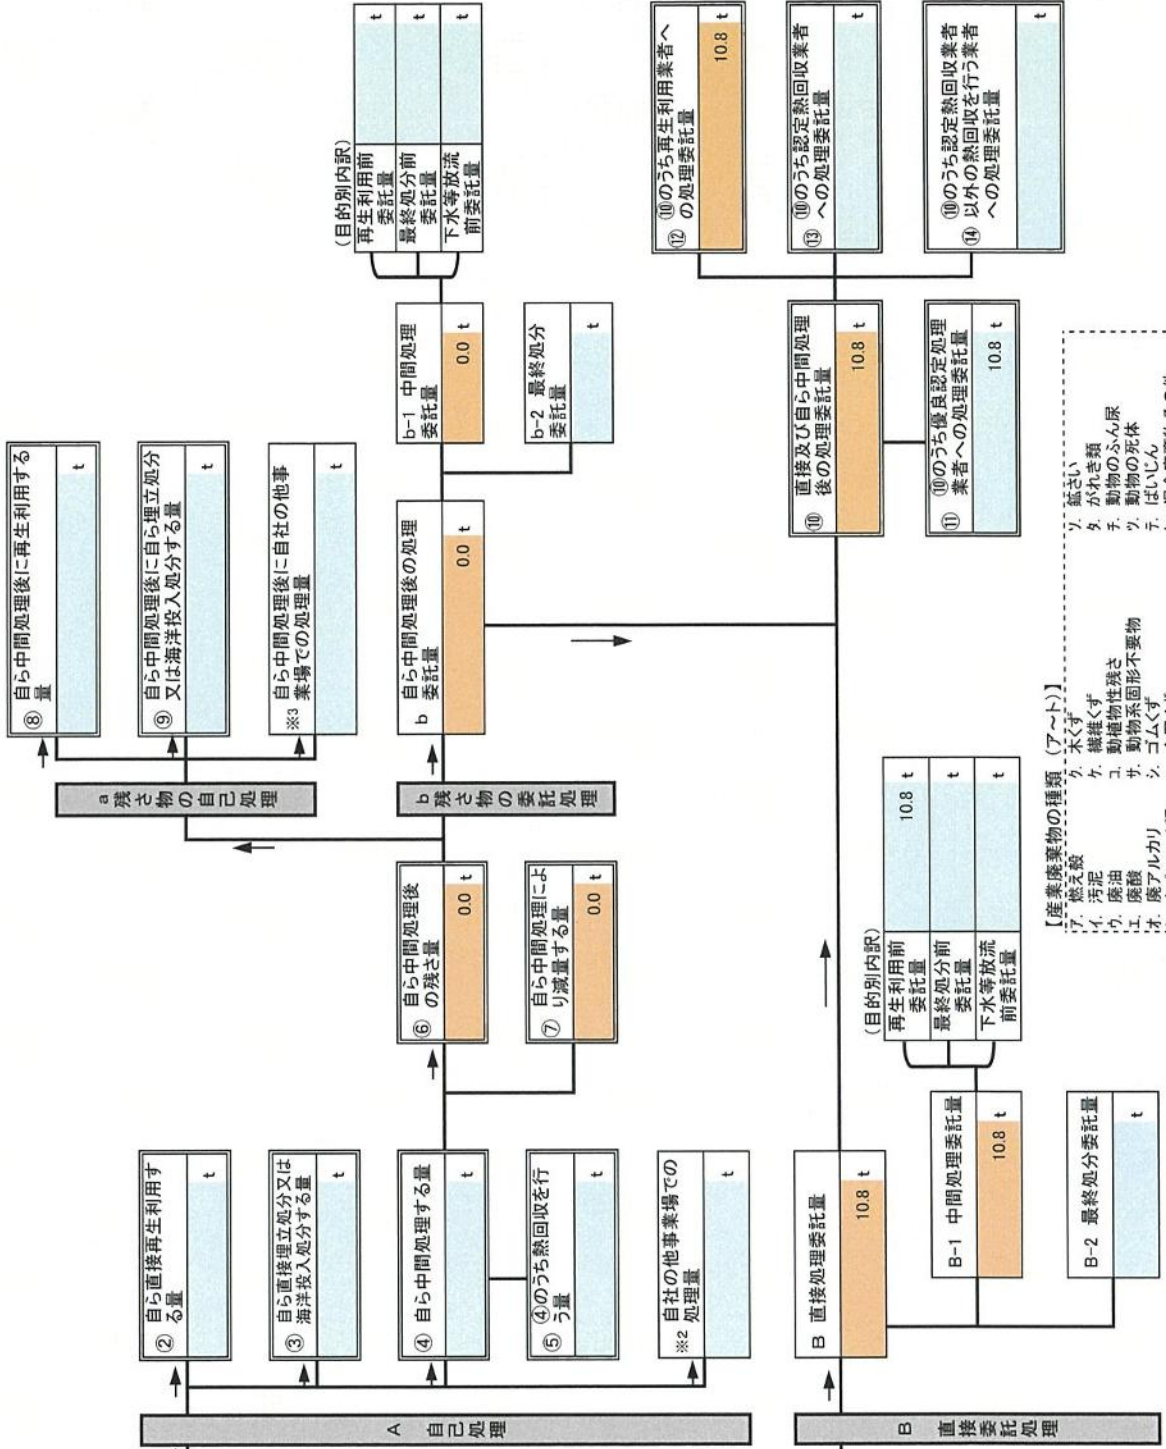 A 自己処理
② 自ら直接再生利用す
る量
t
③ 自ら直接埋立処分又は
海洋投入処分する量
t
④ 自ら中間処理する量
t
⑤ ④のうち熱回収を行
う量
t
※2 自社の他事業場での
処理量
t
⑥ 自ら中間処理後
の残さ量
0.0 t
⑦ 自ら中間処理によ
り減量する量
0.0 t
a 残さ物の自己処理
⑧ 自ら中間処理後に再生利用する
量
t
⑨ 自ら中間処理後に自ら埋立処分
又は海洋投入処分する量
t
※3 自ら中間処理後に自社の他事
業場での処理量
t
b 残さ物の委託処理
b 自ら中間処理後の処理
委託量
0.0 t
b-1 中間処理
委託量
0.0 t
b-2 最終処分
委託量
t
(目的別内訳)
再生利用前
委託量
t
最終処分前
委託量
t
下水等放流
前委託量
t
B 直接委託処理
B 直接処理委託量
10.8 t
B-1 中間処理委託量
10.8 t
B-2 最終処分委託量
t
(目的別内訳)
再生利用前
委託量
10.8 t
最終処分前
委託量
t
下水等放流
前委託量
t
⑩ 直接及び自ら中間処理
後の処理委託量
10.8 t
⑪ ⑩のうち優良認定処理
業者への処理委託量
10.8 t
⑫ ⑩のうち再生利用業者へ
の処理委託量
10.8 t
⑬ ⑩のうち認定熱回収業者
への処理委託量
t
⑭ ⑩のうち認定熱回収業者
以外の熱回収を行う業者
への処理委託量
t
【産業廃棄物の種類 (ア～ト)】
ア. 燃え殻 ク. 木くず ソ. 鉱さい
イ. 汚泥 ケ. 繊維くず タ. がれき類
ウ. 廃油 コ. 動植物性残さ チ. 動物のふん尿
エ. 廃酸 サ. 動物系固形不要物 ツ. 動物の死体
オ. 廃アルカリ シ. ゴムくず テ. ばいじん